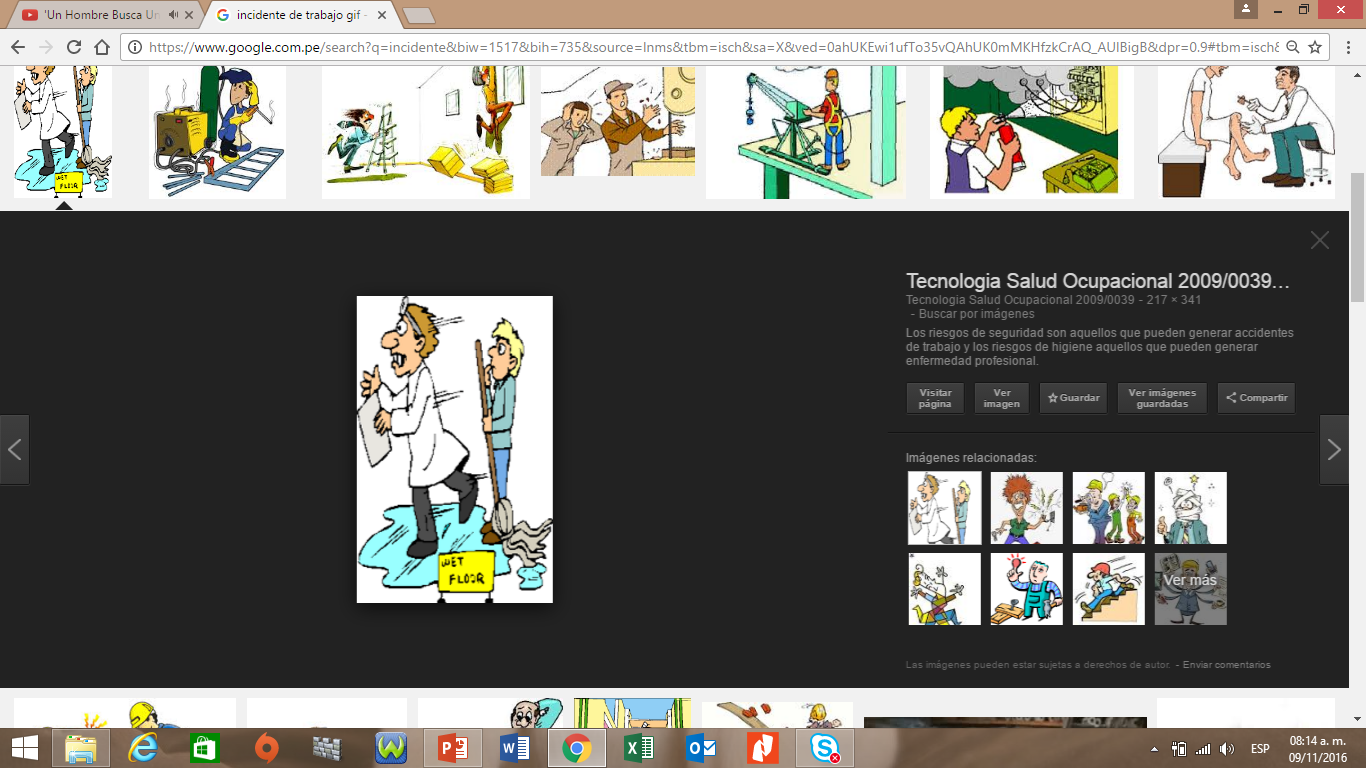 'Un Hombre Busca Un
incidente de trabajo gif -
https://www.google.com.pe/search?q=incidente&biw=1517&bih=735&source=lnms&tbm=isch&sa=X&ved=0ahUKEwi1ufTo35vQAhUK0mMKHfzkCrAQ_AUIBigB&dpr=0.9#tbm=isch&
WET
FLOOR
Tecnologia Salud Ocupacional 2009/0039...
Tecnologia Salud Ocupacional 2009/0039 - 217 × 341
- Buscar por imágenes
Los riesgos de seguridad son aquellos que pueden generar accidentes
de trabajo y los riesgos de higiene aquellos que pueden generar
enfermedad profesional.
Visitar página
Ver imagen
Guardar
Ver imágenes guardadas
Compartir
Imágenes relacionadas:
WET
FLOOR
Ver más
Las imágenes pueden estar sujetas a derechos de autor. - Enviar comentarios
ESP
08:14 a. m.
09/11/2016